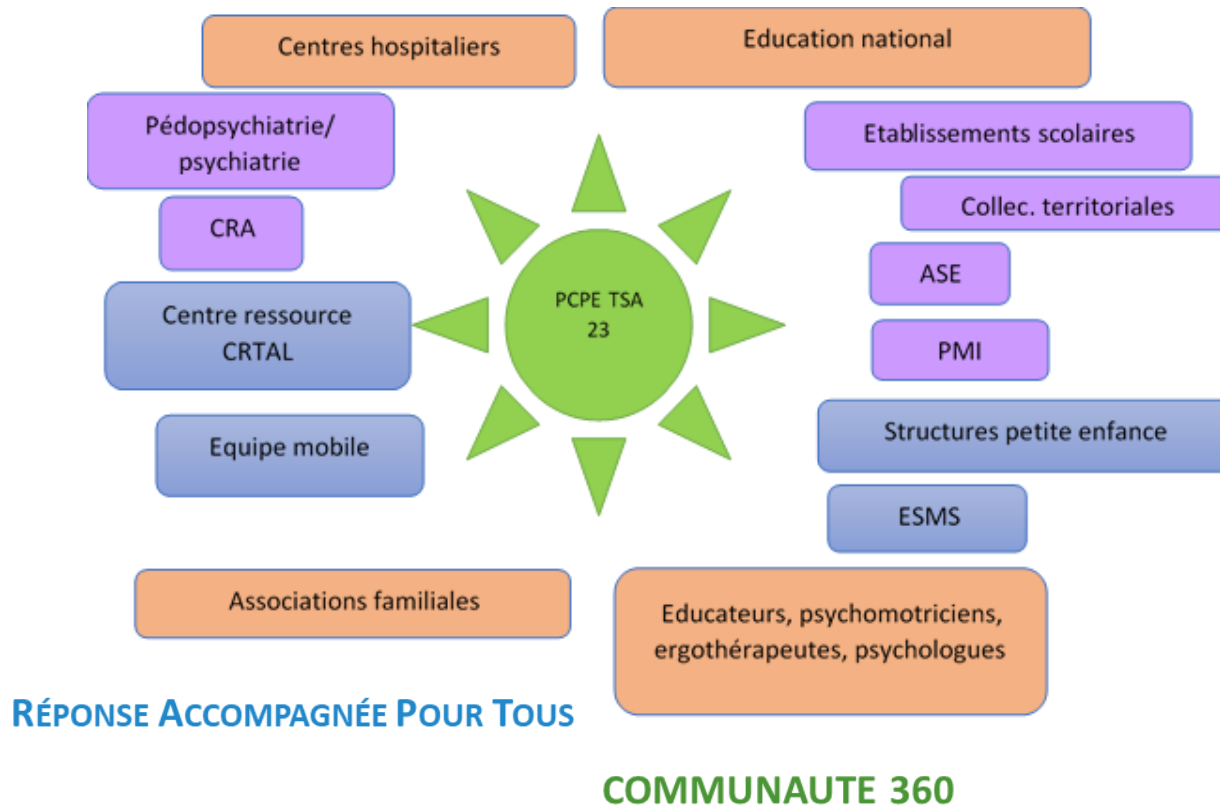 Centres hospitaliers
Education national
Pédopsychiatrie/
psychiatrie
Etablissements scolaires
Collec. territoriales
CRA
ASE
PCPE TSA
23
Centre ressource
CRTAL
PMI
Equipe mobile
Structures petite enfance
ESMS
Associations familiales
Educateurs, psychomotriciens,
ergothérapeutes, psychologues
RÉPONSE ACCOMPAGNÉE POUR TOUS
COMMUNAUTE 360